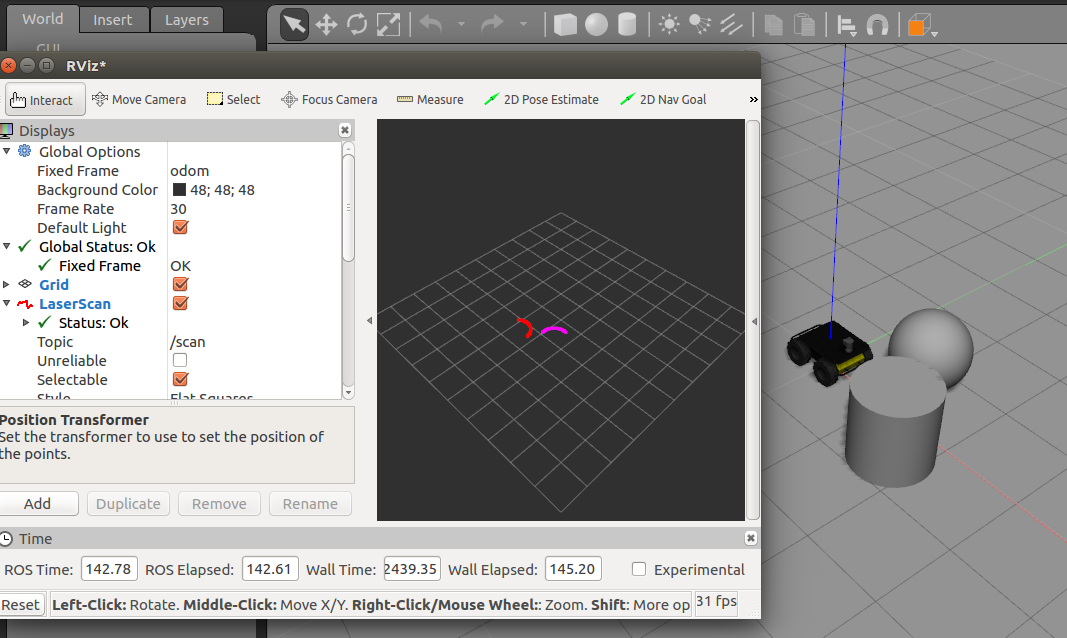 World Insert Layers
GUI
RViz*
Interact Move Camera Select Focus Camera Measure 2D Pose Estimate 2D Nav Goal »
Displays
Global Options
Fixed Frame odom
Background Color 48; 48; 48
Frame Rate 30
Default Light
Global Status: Ok
Fixed Frame OK
Grid
LaserScan
Status: Ok
Topic /scan
Unreliable
Selectable
Style Flat Squares
Position Transformer
Set the transformer to use to set the position of
the points.
Add Duplicate Remove Rename
Time
ROS Time: 142.78 ROS Elapsed: 142.61 Wall Time: 2439.35 Wall Elapsed: 145.20 Experimental
Reset Left-Click: Rotate. Middle-Click: Move X/Y. Right-Click/Mouse Wheel:: Zoom. Shift: More op 31 fps